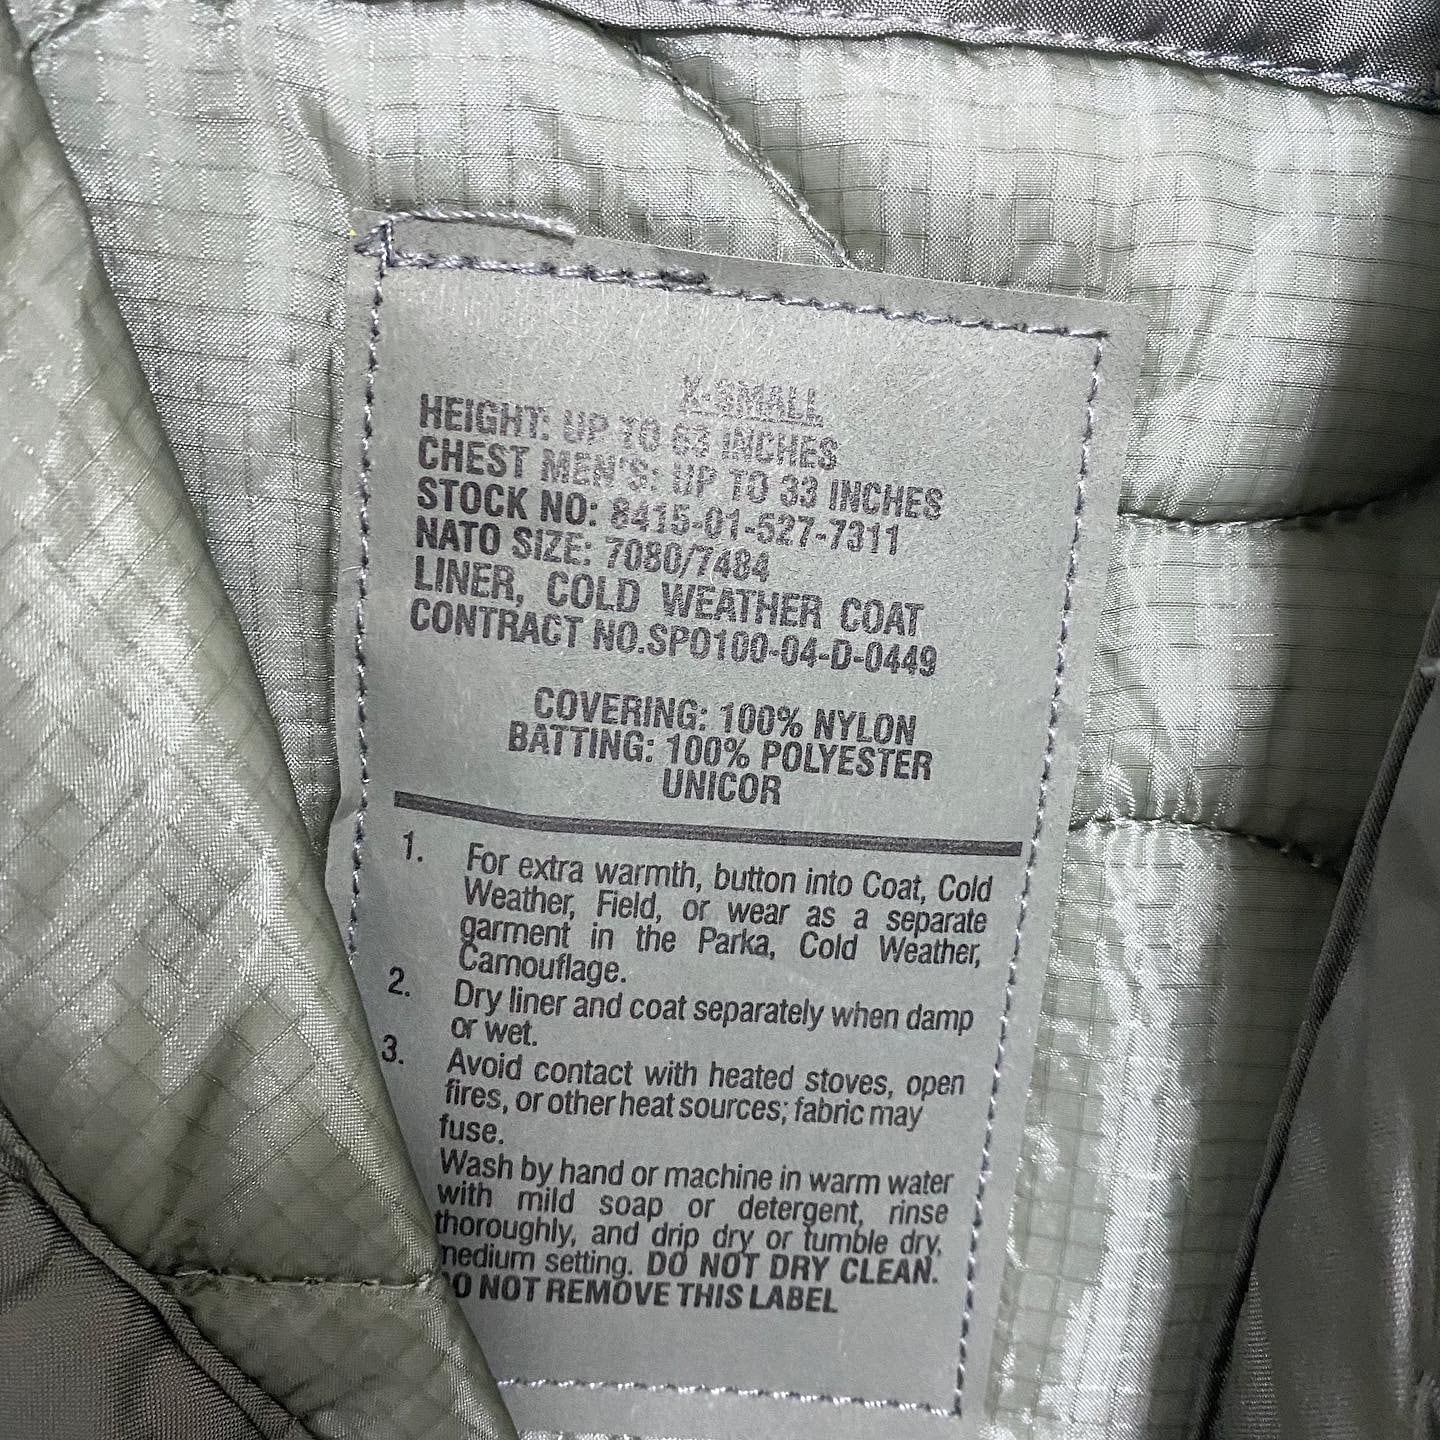 X-SMALL
HEIGHT: UP TO 63 INCHES
CHEST MEN'S: UP TO 33 INCHES
STOCK NO: 8415-01-527-7311
NATO SIZE: 7080/7484
LINER, COLD WEATHER COAT
CONTRACT NO.SPO100-04-D-0449
COVERING: 100% NYLON
BATTING: 100% POLYESTER
UNICOR
1. For extra warmth, button into Coat, Cold
Weather, Field, or wear as a separate
garment in the Parka, Cold Weather,
Camouflage.
2. Dry liner and coat separately when damp
or wet.
3. Avoid contact with heated stoves, open
fires, or other heat sources; fabric may
fuse.
Wash by hand or machine in warm water
with mild soap or detergent, rinse
thoroughly, and drip dry or tumble dry,
medium setting. DO NOT DRY CLEAN.
DO NOT REMOVE THIS LABEL